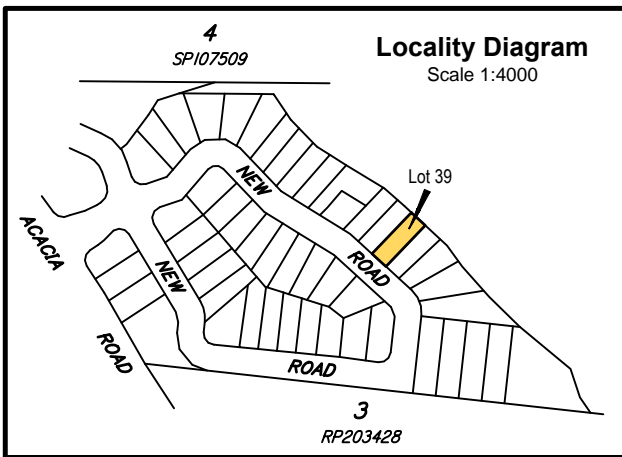 4
SP107509
Locality Diagram
Scale 1:4000
Lot 39
NEW
ROAD
ACACIA
ROAD
NEW
ROAD
3
RP203428